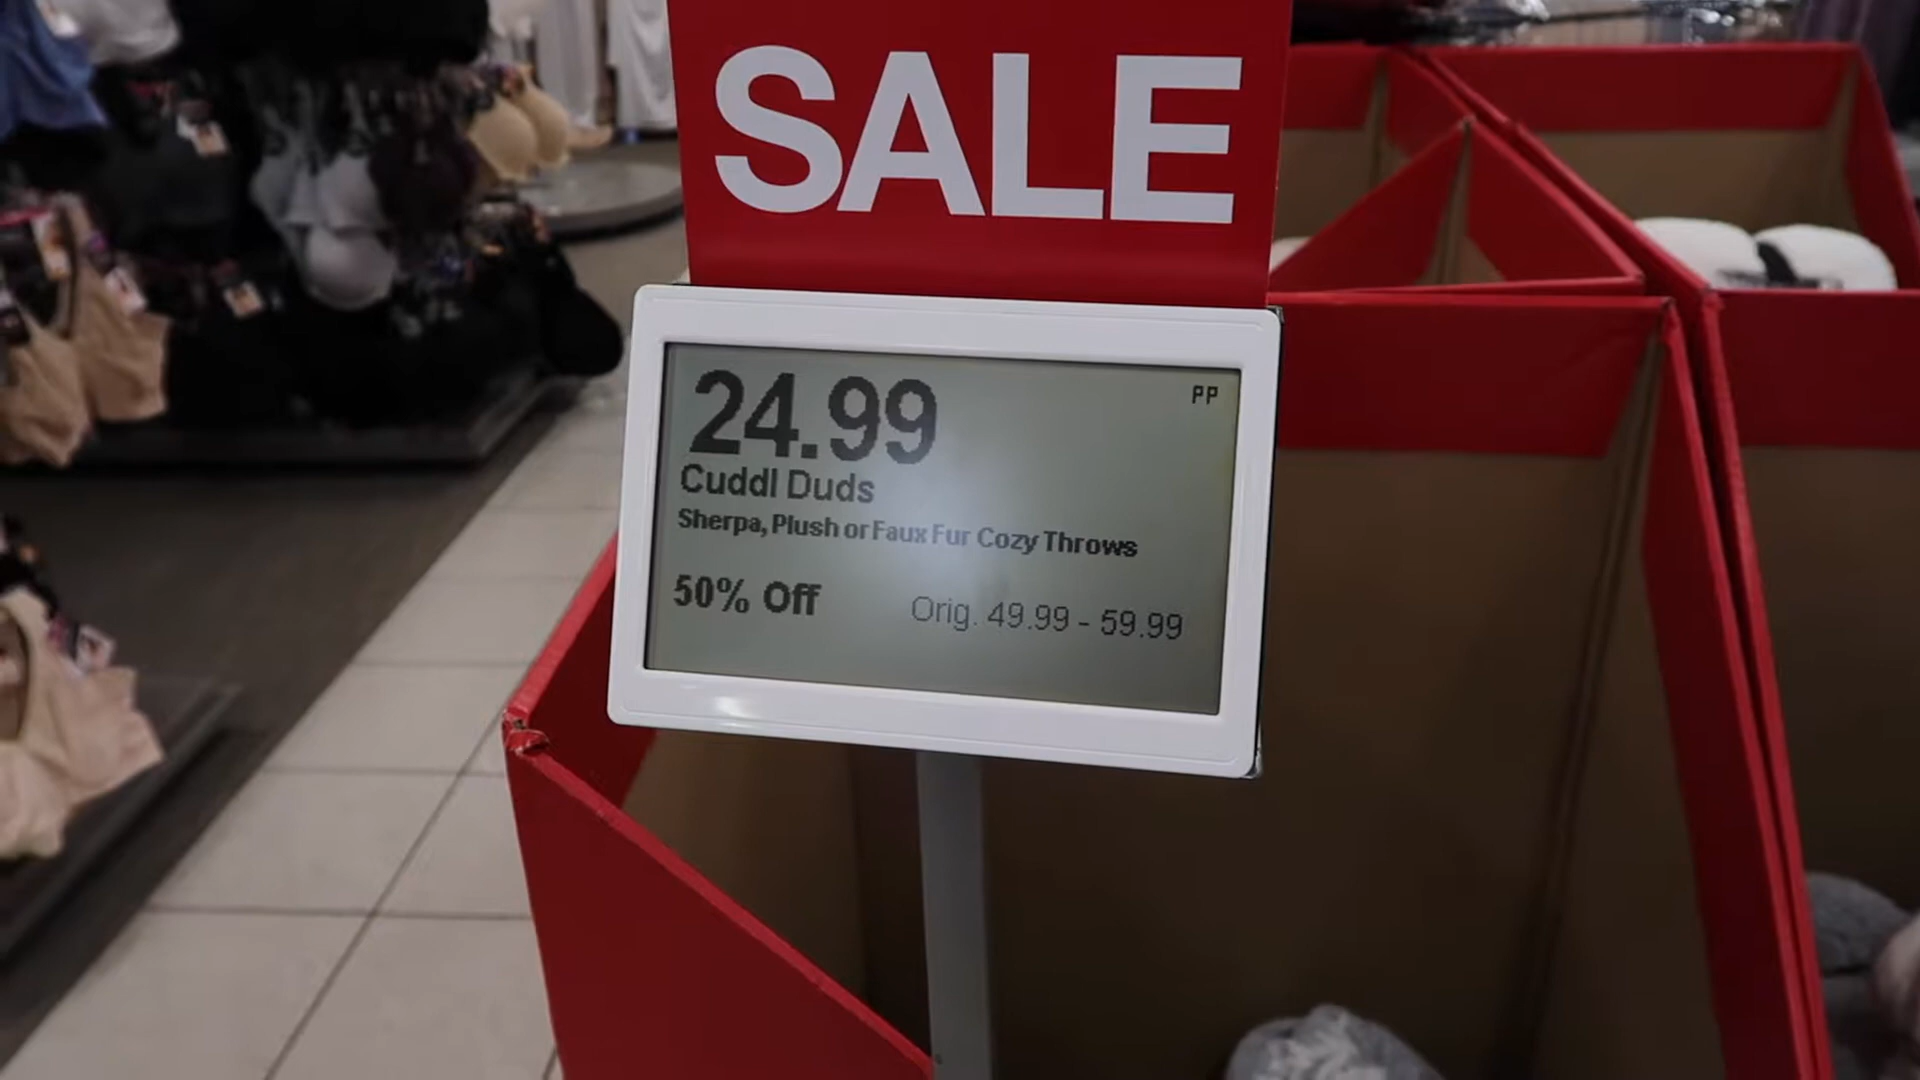 SALE
24.99
PP
Cuddl Duds
Sherpa, Plush or Faux Fur Cozy Throws
50% Off
Orig. 49.99 - 59.99